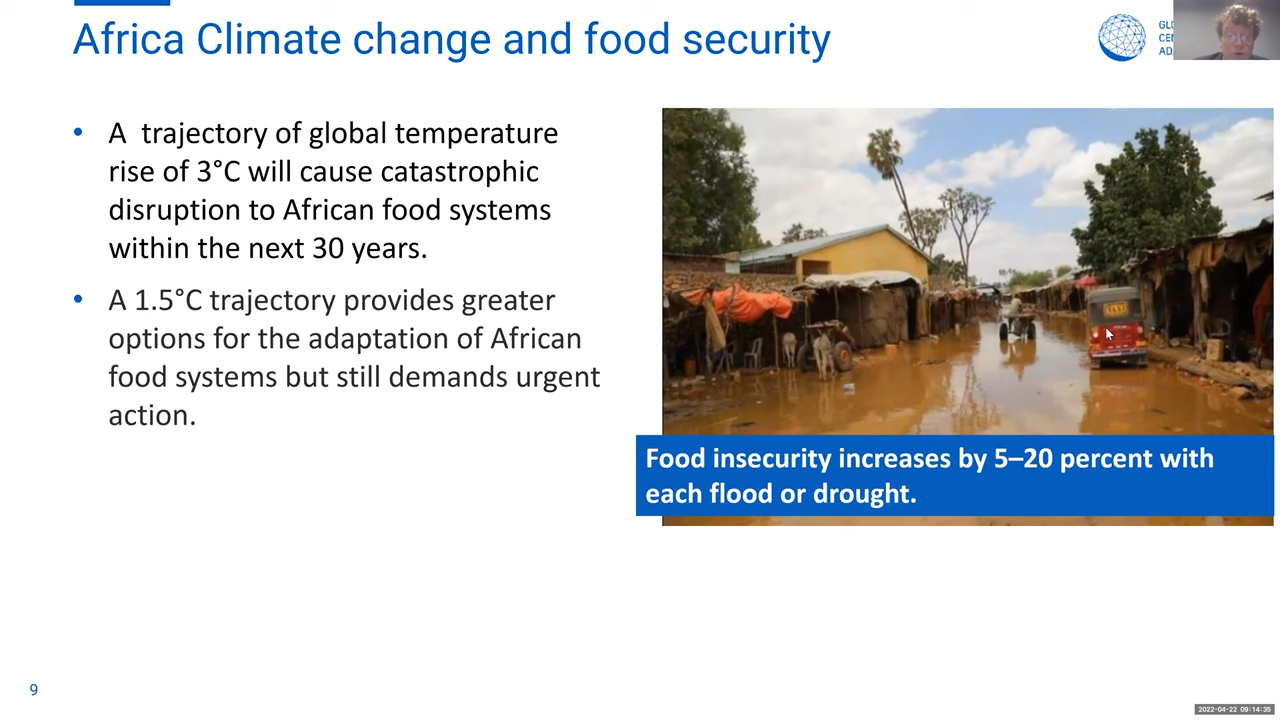 Africa Climate change and food security
• A trajectory of global temperature
rise of 3°C will cause catastrophic
disruption to African food systems
within the next 30 years.
• A 1.5°C trajectory provides greater
options for the adaptation of African
food systems but still demands urgent
action.
TAXI
Food insecurity increases by 5–20 percent with
each flood or drought.
9
2022-04-22 09:14:35